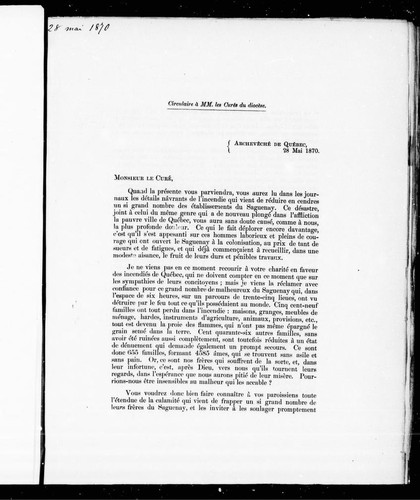 28 mai 1870
Circulaire à MM. les Curés du diocèse.
Archevêché de Québec,
28 Mai 1870.
Monsieur le Curé,
Quand la présente vous parviendra, vous aurez lu dans les jour-
naux les détails navrants de l'incendie qui vient de réduire en cendres
un si grand nombre des établissements du Saguenay. Ce désastre,
joint à celui du même genre qui a de nouveau plongé dans l'affliction
la pauvre ville de Québec, vous aura sans doute causé, comme à nous,
la plus profonde douleur. Ce qui le fait déplorer encore davantage,
c'est qu'il s'est appesanti sur ces hommes laborieux et pleins de cou-
rage qui ont ouvert le Saguenay à la colonisation, au prix de tant
de sueurs et de fatigues, et qui déjà commençaient à recueillir, dans une
modeste aisance, le fruit de leurs durs et pénibles travaux.
Je ne viens pas en ce moment recourir à votre charité en faveur
des incendiés de Québec, qui ne doivent compter en ce moment que sur
les sympathies de leurs concitoyens ; mais je viens la réclamer avec
confiance pour ce grand nombre de malheureux du Saguenay qui, dans
l'espace de six heures, sur un parcours de trente-cinq lieues, ont vu
détruire par le feu tout ce qu'ils possédaient au monde. Cinq cent-neuf
familles ont tout perdu dans l'incendie : maisons, granges, meubles de
ménage, hardes, instruments d'agriculture, animaux, provisions, etc.,
tout est devenu la proie des flammes, qui n'ont pas même épargné le
grain semé dans la terre. Cent quarante-six autres familles, sans
avoir été ruinées aussi complètement, sont toutefois réduites à un état
de dénuement qui demande également un prompt secours. Ce sont
donc 655 familles, formant 4585 âmes, qui se trouvent sans asile et
sans pain. Or, ce sont nos frères qui souffrent de la sorte, et, dans
leur infortune, c'est, après Dieu, vers nous qu'ils tournent leurs
regards, dans l'espérance que nous aurons pitié de leur misère. Pour-
rions-nous être insensibles au malheur qui les accable ?
Vous voudrez donc bien faire connaître à vos paroissiens toute
l'étendue de la calamité qui vient de frapper un si grand nombre de
leurs frères du Saguenay, et les inviter à les soulager promptement